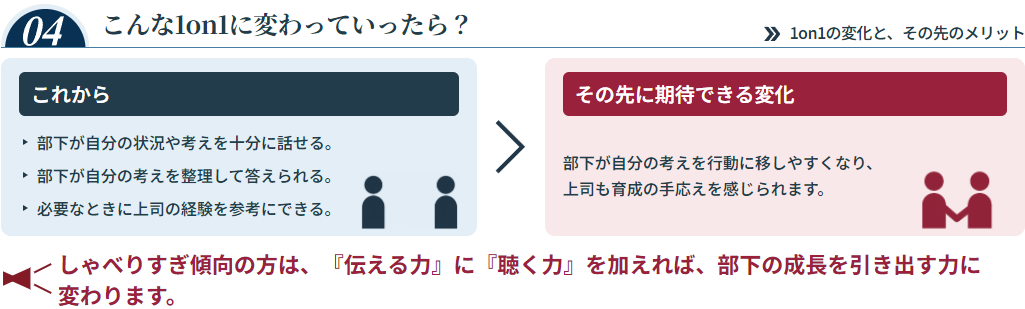 04 こんな1on1に変わっていったら？
1on1の変化と、その先のメリット
これから
部下が自分の状況や考えを十分に話せる。
部下が自分の考えを整理して答えられる。
必要なときに上司の経験を参考にできる。
その先に期待できる変化
部下が自分の考えを行動に移しやすくなり、
上司も育成の手応えを感じられます。
しゃべりすぎ傾向の方は、『伝える力』に『聴く力』を加えれば、部下の成長を引き出す力に
変わります。